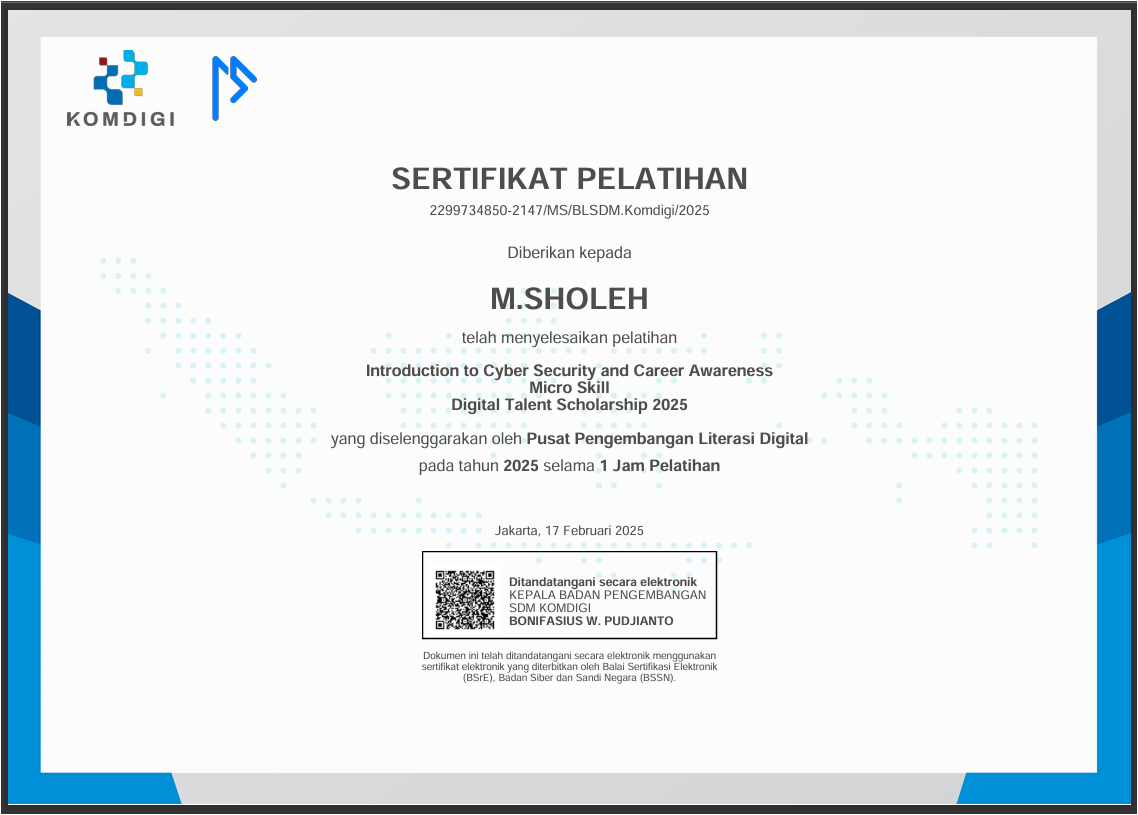 KOMDIGI
SERTIFIKAT PELATIHAN
2299734850-2147/MS/BLSDM.Komdigi/2025
Diberikan kepada
M.SHOLEH
telah menyelesaikan pelatihan
Introduction to Cyber Security and Career Awareness
Micro Skill
Digital Talent Scholarship 2025
yang diselenggarakan oleh Pusat Pengembangan Literasi Digital
pada tahun 2025 selama 1 Jam Pelatihan
Jakarta, 17 Februari 2025
Ditandatangani secara elektronik
KEPALA BADAN PENGEMBANGAN
SDM KOMDIGI
BONIFASIUS W. PUDJIANTO
Dokumen ini telah ditandatangani secara elektronik menggunakan
sertifikat elektronik yang diterbitkan oleh Balai Sertifikasi Elektronik
(BSrE), Badan Siber dan Sandi Negara (BSSN).